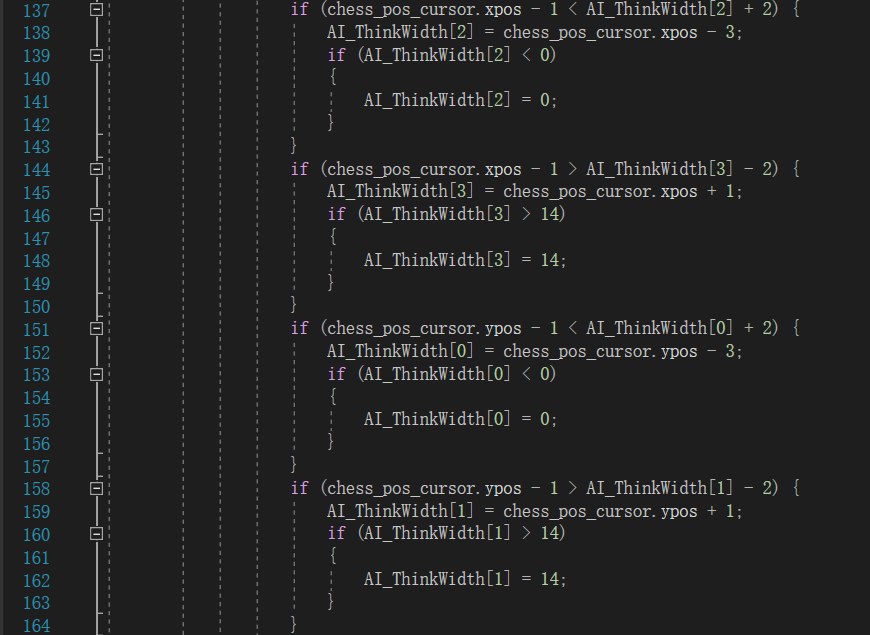 137 if (chess_pos_cursor.xpos - 1 < AI_ThinkWidth[2] + 2) {
138 AI_ThinkWidth[2] = chess_pos_cursor.xpos - 3;
139 if (AI_ThinkWidth[2] < 0)
140 {
141 AI_ThinkWidth[2] = 0;
142 }
143 }
144 if (chess_pos_cursor.xpos - 1 > AI_ThinkWidth[3] - 2) {
145 AI_ThinkWidth[3] = chess_pos_cursor.xpos + 1;
146 if (AI_ThinkWidth[3] > 14)
147 {
148 AI_ThinkWidth[3] = 14;
149 }
150 }
151 if (chess_pos_cursor.ypos - 1 < AI_ThinkWidth[0] + 2) {
152 AI_ThinkWidth[0] = chess_pos_cursor.ypos - 3;
153 if (AI_ThinkWidth[0] < 0)
154 {
155 AI_ThinkWidth[0] = 0;
156 }
157 }
158 if (chess_pos_cursor.ypos - 1 > AI_ThinkWidth[1] - 2) {
159 AI_ThinkWidth[1] = chess_pos_cursor.ypos + 1;
160 if (AI_ThinkWidth[1] > 14)
161 {
162 AI_ThinkWidth[1] = 14;
163 }
164 }